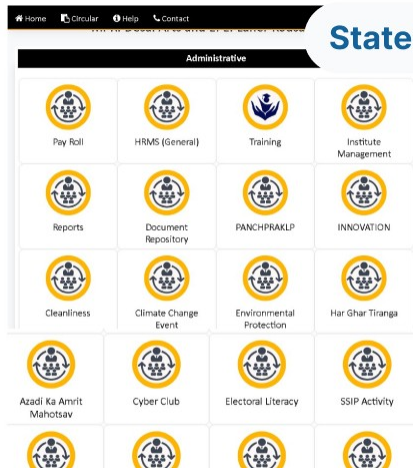 Home Circular Help Contact
State
Administrative
Pay Roll HRMS (General) Training Institute
Management
Reports Document PANCHPRAKLP INNOVATION
Repository
Cleanliness Climate Change Environmental Har Ghar Tiranga
Event Protection
Azadi Ka Amrit Cyber Club Electoral Literacy SSIP Activity
Mahotsav